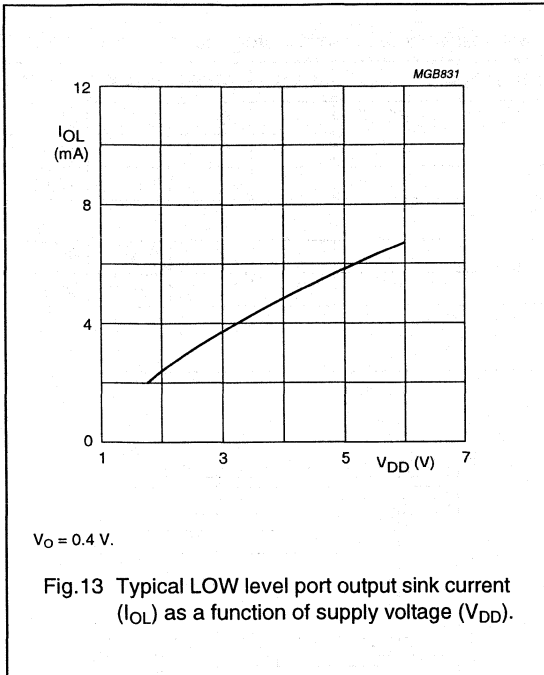 MGB831
12
IOL
(mA)
8
4
0
1 3 5 VDD (V) 7
VO = 0.4 V.
Fig.13 Typical LOW level port output sink current
(IOL) as a function of supply voltage (VDD).